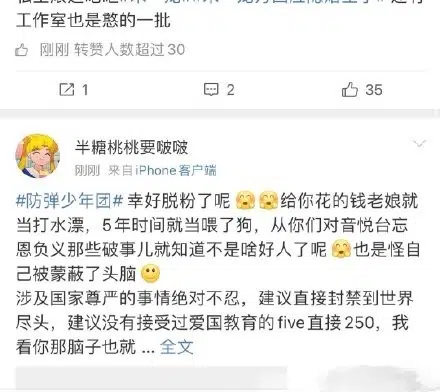 工作室也是憨的一批
刚刚 转赞人数超过30
1
2
35
半糖桃桃要啵啵
刚刚 来自iPhone客户端
#防弹少年团# 幸好脱粉了呢 给你花的钱老娘就
当打水漂，5年时间就当喂了狗，从你们对音悦台忘
恩负义那些破事儿就知道不是啥好人了呢 也是怪自
己被蒙蔽了头脑
涉及国家尊严的事情绝对不忍，建议直接封禁到世界
尽头，建议没有接受过爱国教育的five直接250，我
看你那脑子也就 ... 全文